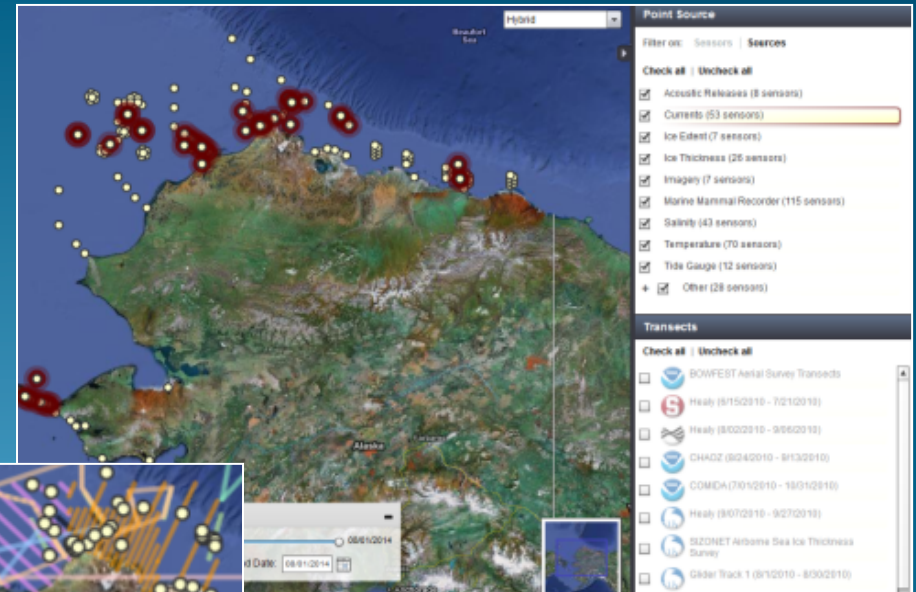 Hybrid
Beaufort
Sea
Alaska
08/01/2014
d Date: 08/01/2014
Point Source
Filter on: Sensors | Sources
Check all | Uncheck all
Acoustic Releases (8 sensors)
Currents (53 sensors)
Ice Extent (7 sensors)
Ice Thickness (26 sensors)
Imagery (7 sensors)
Marine Mammal Recorder (115 sensors)
Salinity (43 sensors)
Temperature (70 sensors)
Tide Gauge (12 sensors)
+ Other (28 sensors)
Transects
Check all | Uncheck all
BOWFEST Aerial Survey Transects
Healy (6/15/2010 - 7/21/2010)
Healy (8/02/2010 - 9/06/2010)
CHAOZ (8/24/2010 - 8/13/2010)
COMIDA (7/01/2010 - 10/31/2010)
Healy (9/07/2010 - 9/27/2010)
SIZONET Airborne Sea Ice Thickness
Survey
Glider Track 1 (8/1/2010 - 8/30/2010)